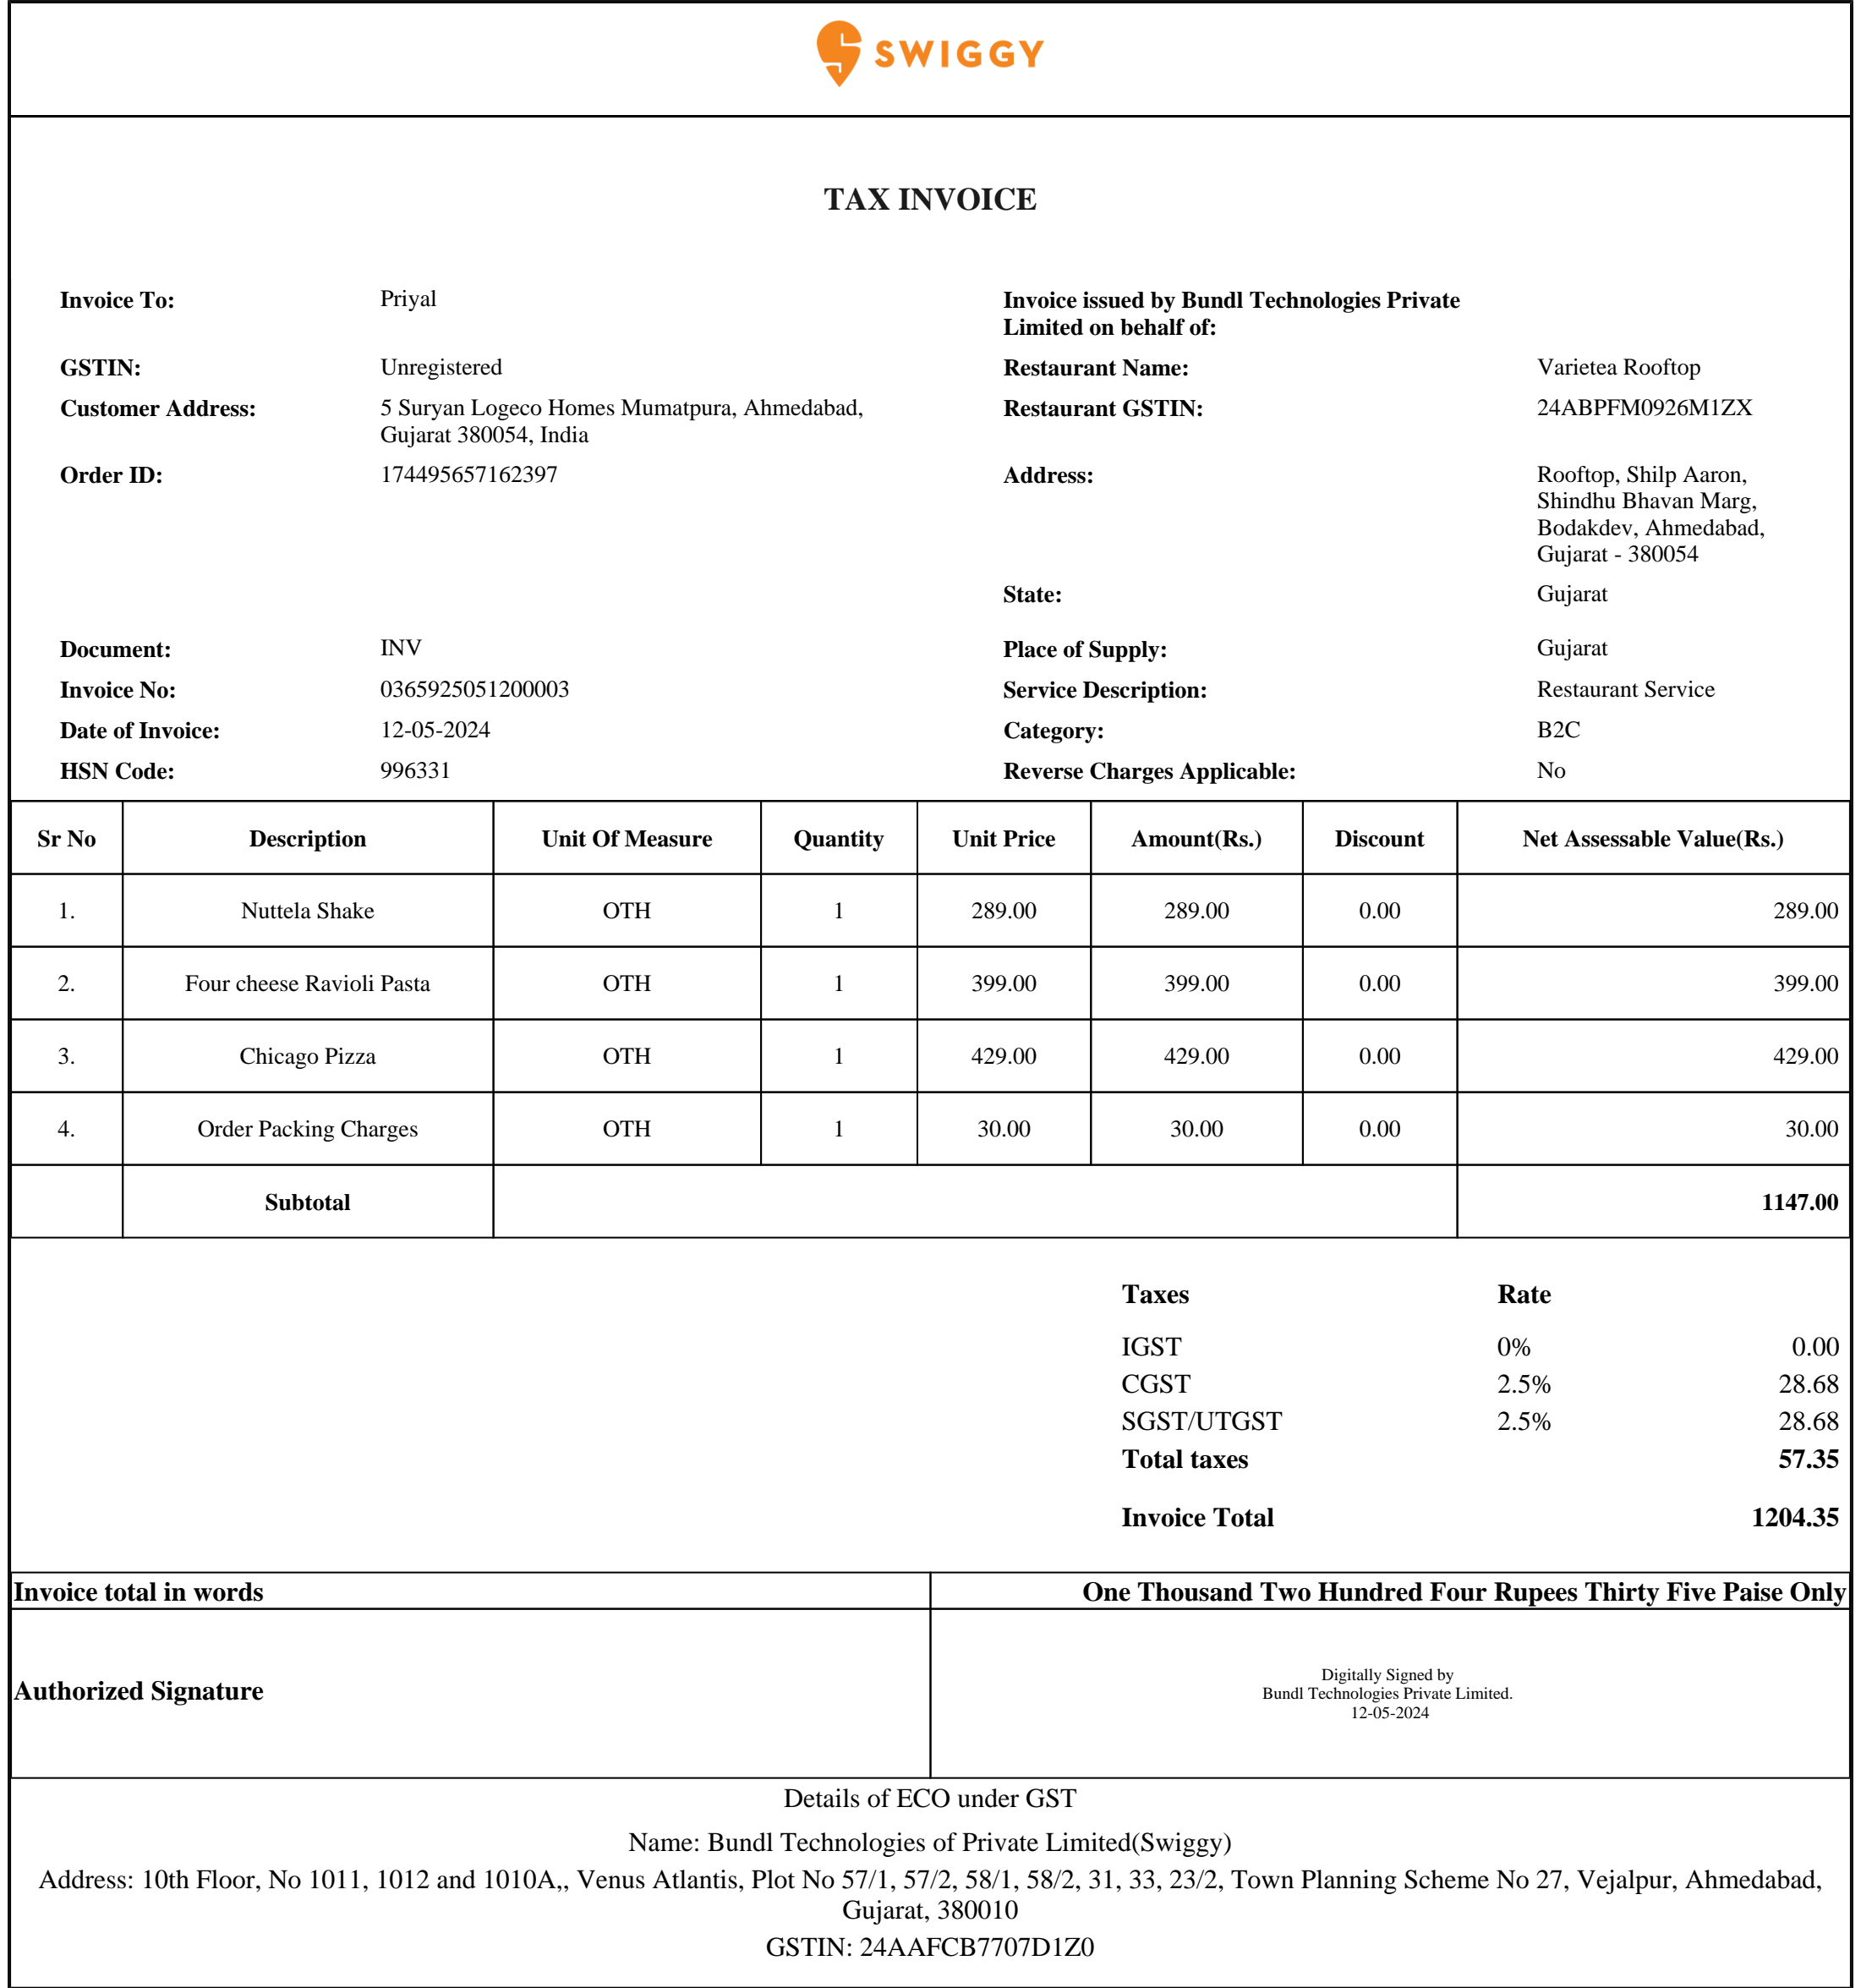 SWIGGY
TAX INVOICE
Invoice To: Priyal
Invoice issued by Bundl Technologies Private
Limited on behalf of:
GSTIN: Unregistered
Restaurant Name: Varietea Rooftop
Customer Address: 5 Suryan Logeco Homes Mumatpura, Ahmedabad,
Gujarat 380054, India
Restaurant GSTIN: 24ABPFM0926M1ZX
Order ID: 174495657162397
Address: Rooftop, Shilp Aaron,
Shindhu Bhavan Marg,
Bodakdev, Ahmedabad,
Gujarat - 380054
State: Gujarat
Document: INV
Place of Supply: Gujarat
Invoice No: 0365925051200003
Service Description: Restaurant Service
Date of Invoice: 12-05-2024
Category: B2C
HSN Code: 996331
Reverse Charges Applicable: No
Sr No Description Unit Of Measure Quantity Unit Price Amount(Rs.) Discount Net Assessable Value(Rs.)
1. Nuttela Shake OTH 1 289.00 289.00 0.00 289.00
2. Four cheese Ravioli Pasta OTH 1 399.00 399.00 0.00 399.00
3. Chicago Pizza OTH 1 429.00 429.00 0.00 429.00
4. Order Packing Charges OTH 1 30.00 30.00 0.00 30.00
Subtotal 1147.00
Taxes Rate
IGST 0% 0.00
CGST 2.5% 28.68
SGST/UTGST 2.5% 28.68
Total taxes 57.35
Invoice Total 1204.35
Invoice total in words One Thousand Two Hundred Four Rupees Thirty Five Paise Only
Authorized Signature
Digitally Signed by
Bundl Technologies Private Limited.
12-05-2024
Details of ECO under GST
Name: Bundl Technologies of Private Limited(Swiggy)
Address: 10th Floor, No 1011, 1012 and 1010A,, Venus Atlantis, Plot No 57/1, 57/2, 58/1, 58/2, 31, 33, 23/2, Town Planning Scheme No 27, Vejalpur, Ahmedabad,
Gujarat, 380010
GSTIN: 24AAFCB7707D1Z0